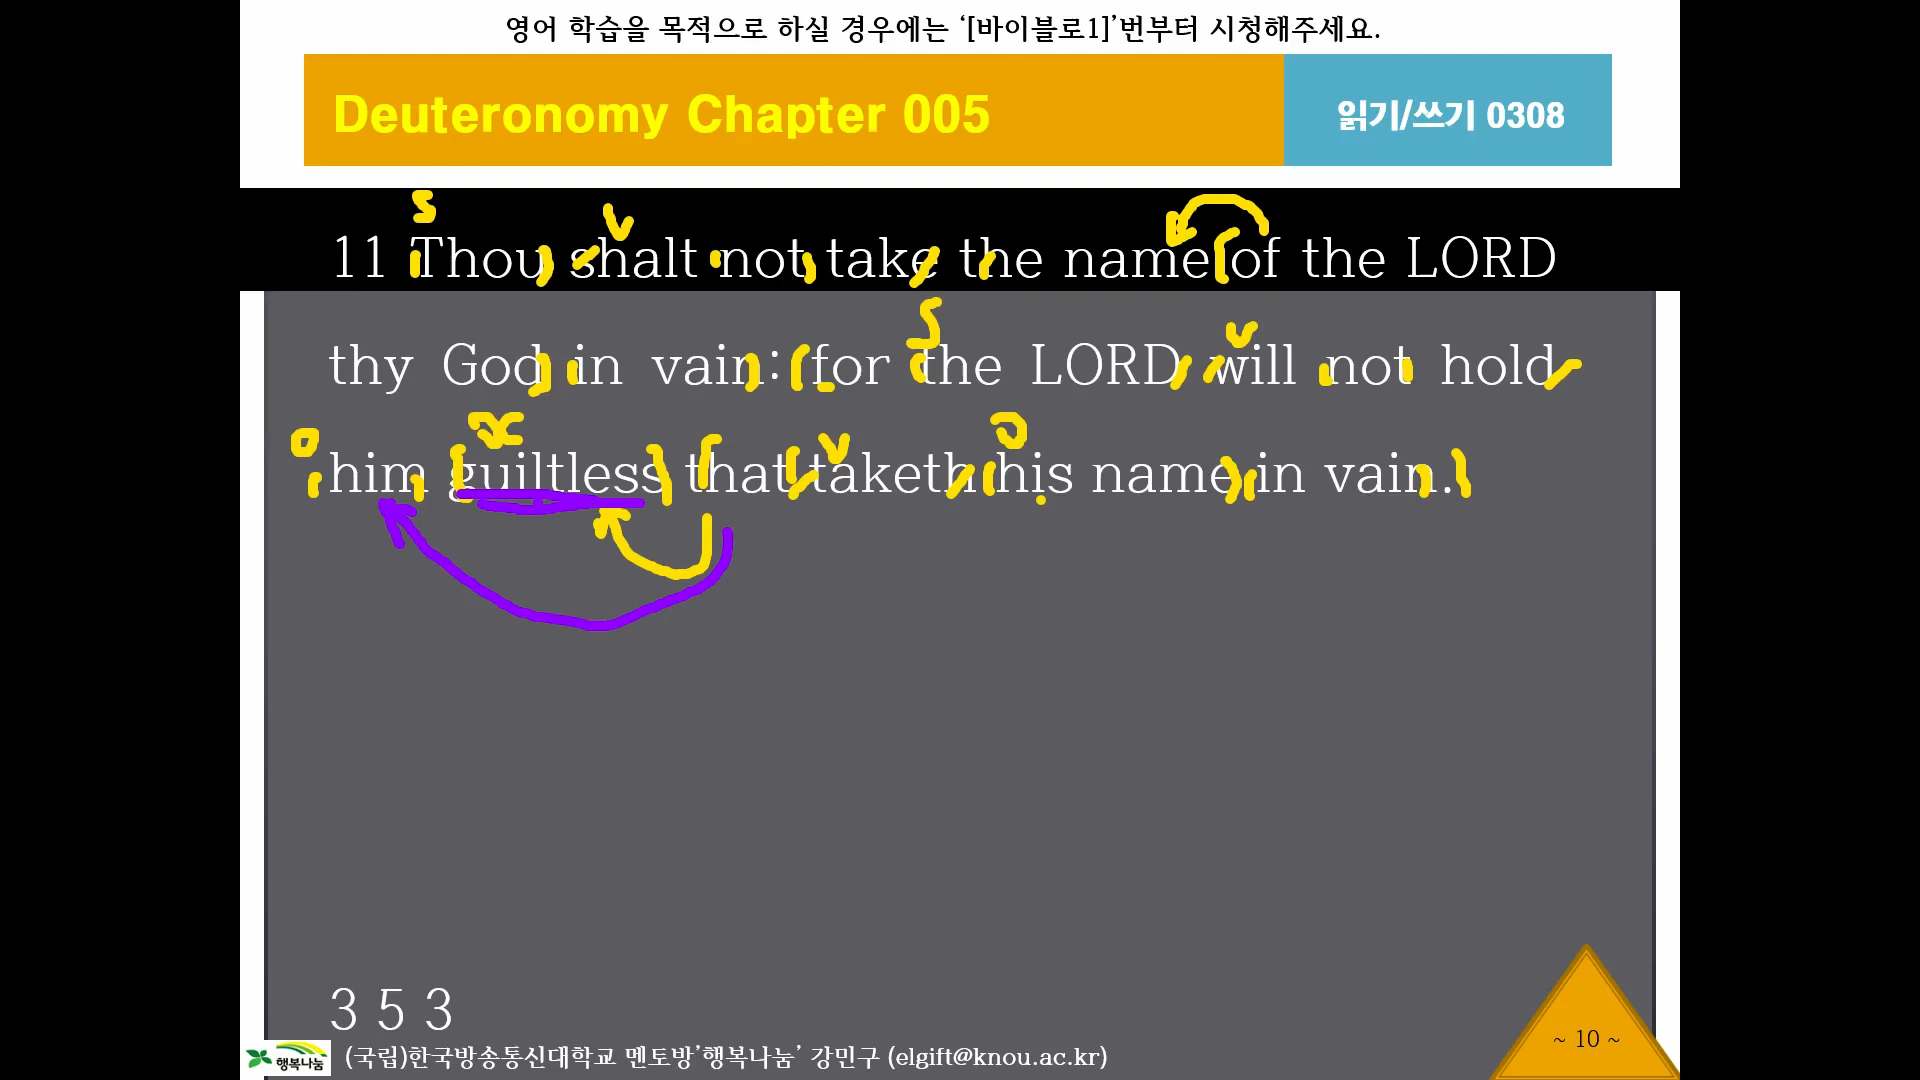 영어 학습을 목적으로 하실 경우에는 ‘[바이블로1]’번부터 시청해주세요.
Deuteronomy Chapter 005
읽기/쓰기 0308
s v
11 Thou shalt not take the name of the LORD
s v
thy God in vain: for the LORD will not hold
o v o
him guiltless that taketh his name in vain.
3 5 3
행복나눔
(국립)한국방송통신대학교 멘토방’행복나눔’ 강민구 (elgift@knou.ac.kr)
~ 10 ~